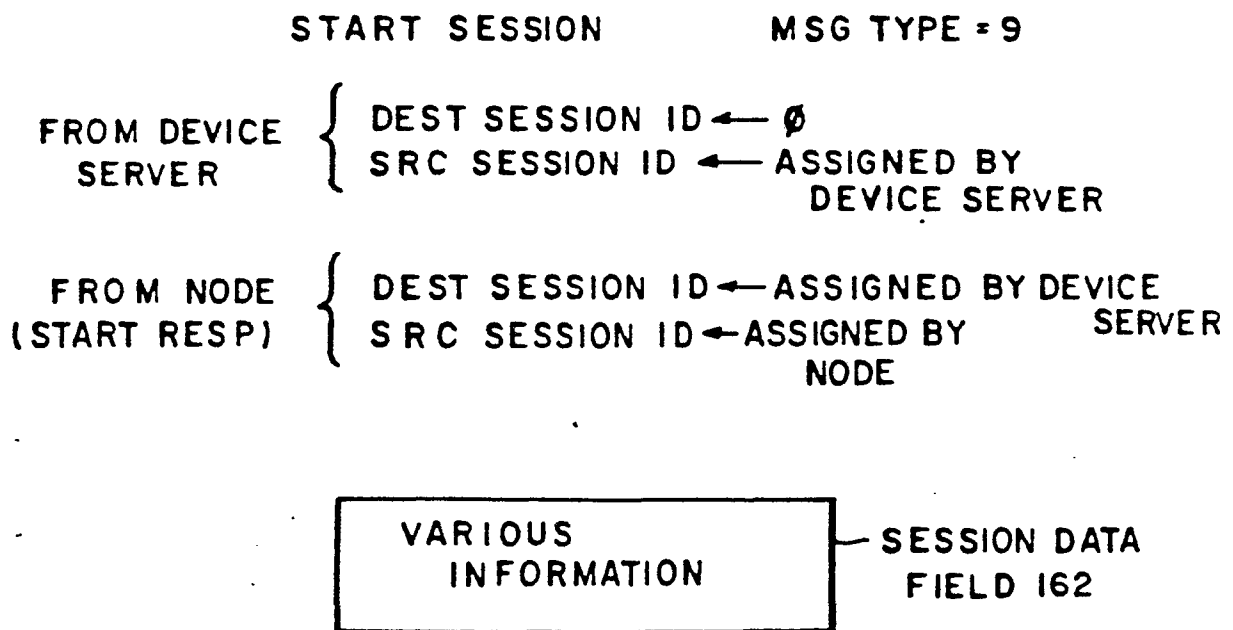 START SESSION MSG TYPE = 9
FROM DEVICE SERVER
DEST SESSION ID ← Ø
SRC SESSION ID ← ASSIGNED BY DEVICE SERVER
FROM NODE
(START RESP)
DEST SESSION ID ← ASSIGNED BY DEVICE SERVER
SRC SESSION ID ← ASSIGNED BY NODE
VARIOUS
INFORMATION
SESSION DATA
FIELD 162